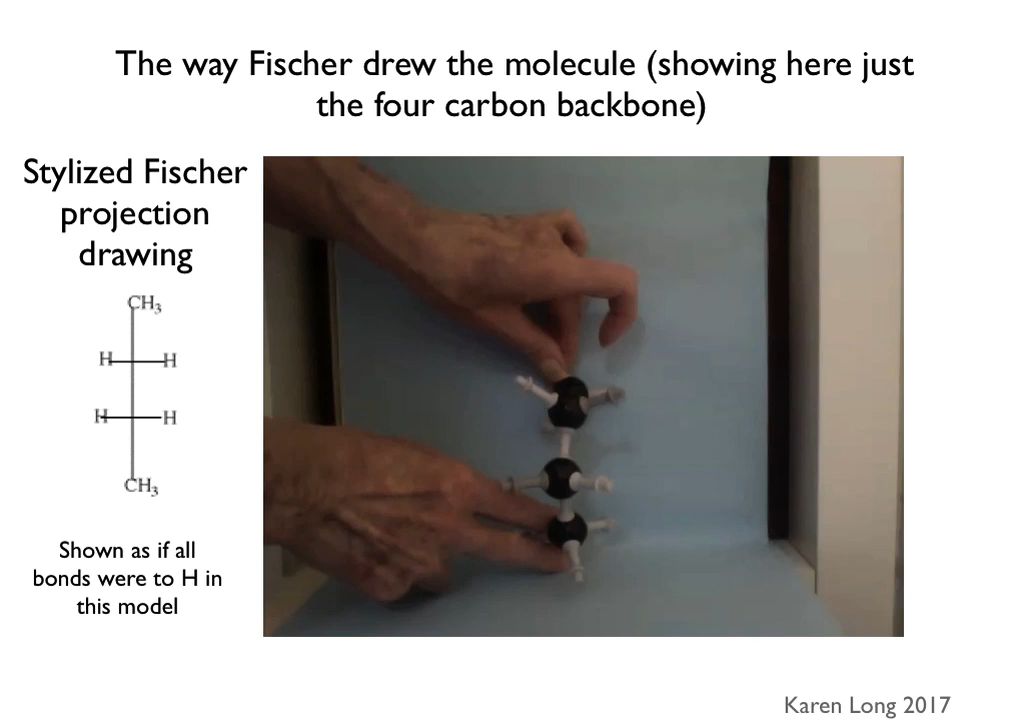 The way Fischer drew the molecule (showing here just
the four carbon backbone)
Stylized Fischer
projection
drawing
CH3
H H
H H
CH3
Shown as if all
bonds were to H in
this model
Karen Long 2017